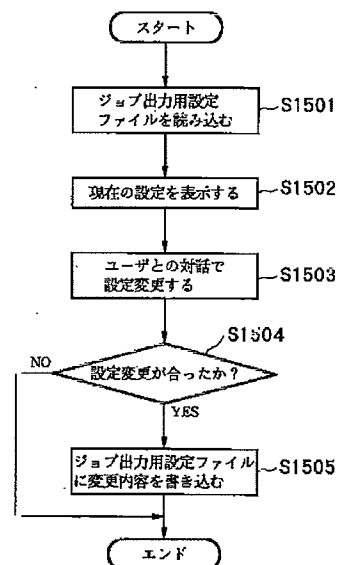 スタート
ジョブ出力用設定
ファイルを読み込む
S1501
現在の設定を表示する
S1502
ユーザとの対話で
設定変更する
S1503
S1504
設定変更が合ったか?
NO
YES
ジョブ出力用設定ファイル
に変更内容を書き込む
S1505
エンド